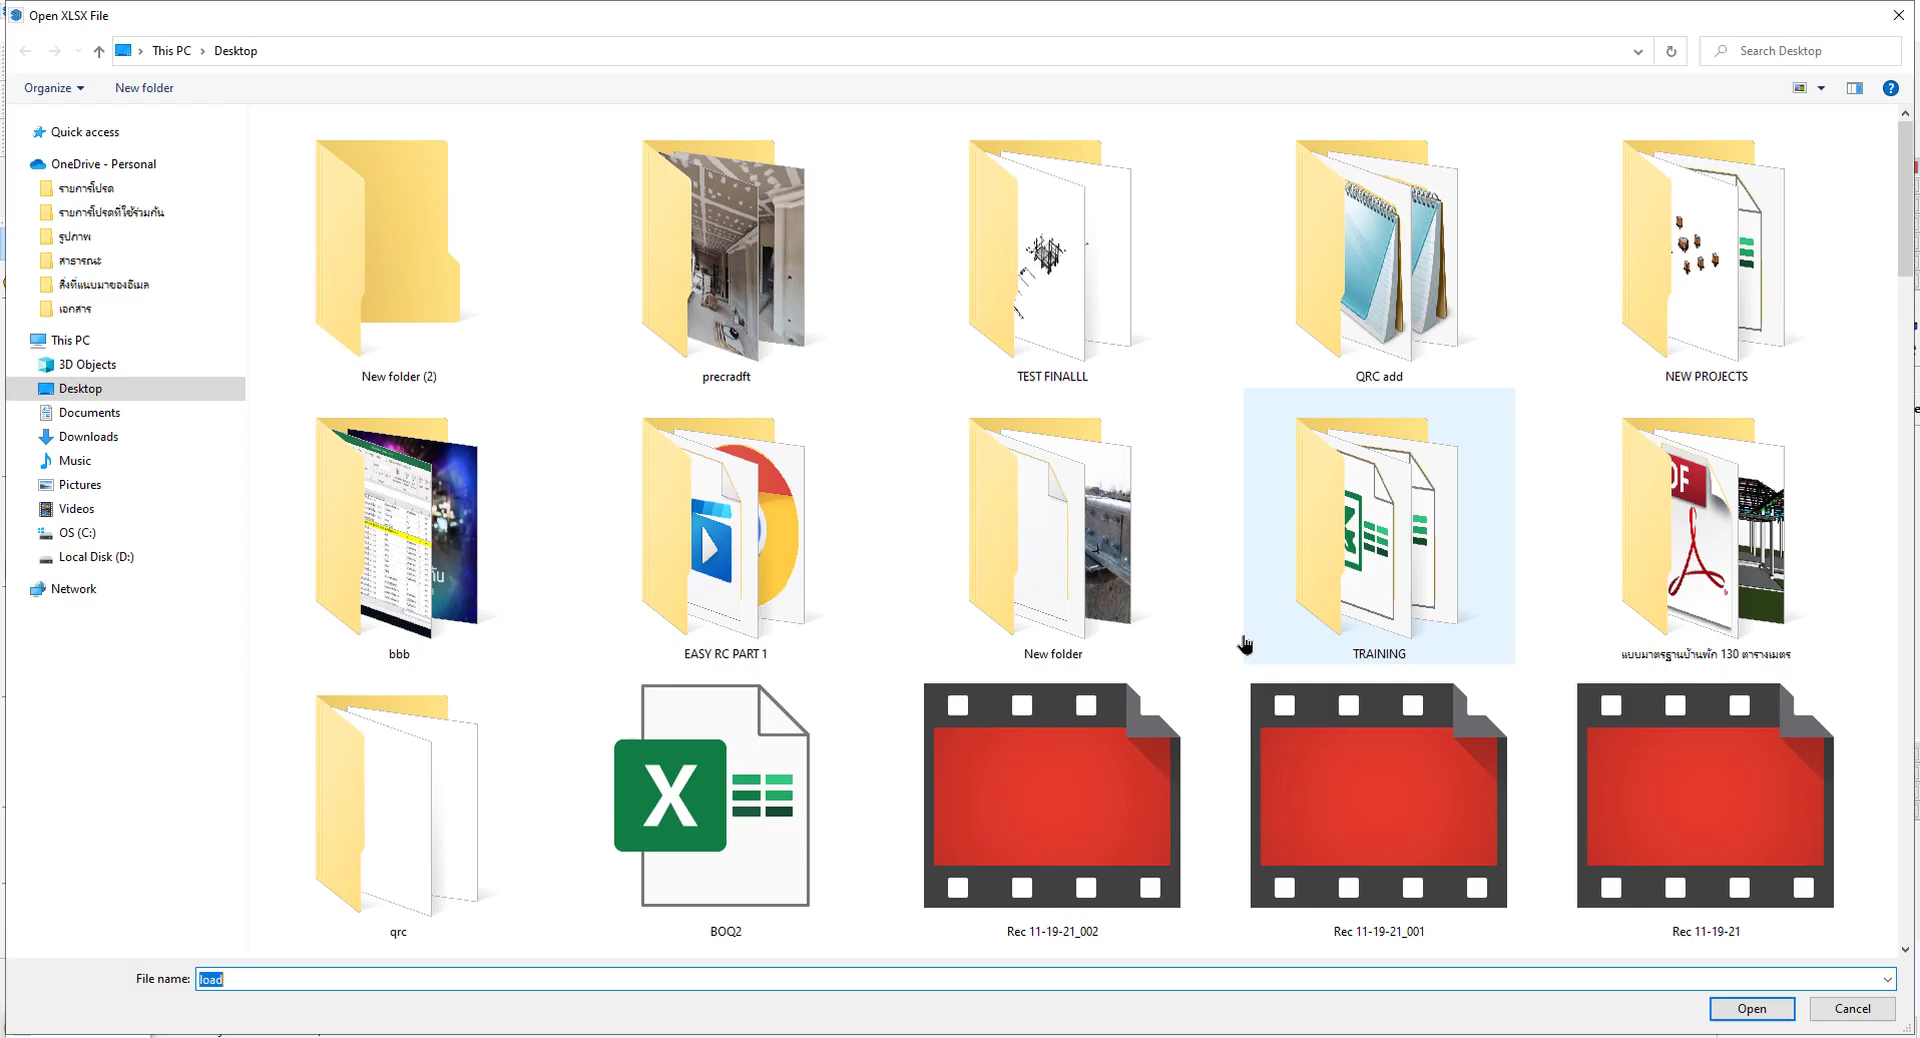 Open XLSX File
This PC > Desktop
Search Desktop
Organize
New folder
Quick access
OneDrive - Personal
รายการโปรด
รายการโปรดที่ใช้ร่วมกัน
รูปภาพ
สาธารณะ
สิ่งที่แนบมาของอีเมล
เอกสาร
This PC
3D Objects
Desktop
Documents
Downloads
Music
Pictures
Videos
OS (C:)
Local Disk (D:)
Network
New folder (2)
precradft
TEST FINALLL
QRC add
NEW PROJECTS
bbb
EASY RC PART 1
New folder
TRAINING
แบบมาตรฐานบ้านพัก 130 ตารางเมตร
qrc
BOQ2
Rec 11-19-21_002
Rec 11-19-21_001
Rec 11-19-21
File name: load
Open
Cancel